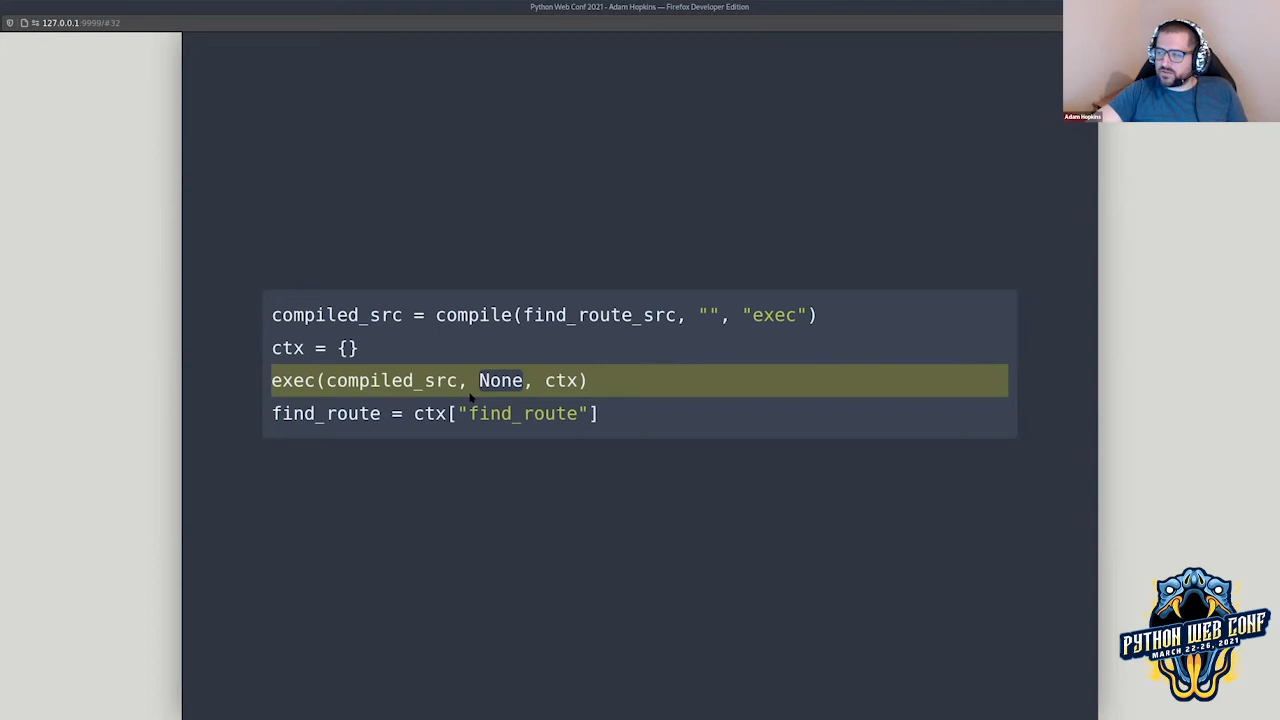 Python Web Conf 2021 - Adam Hopkins — Firefox Developer Edition
127.0.0.1:9999/#32
Adam Hopkins
compiled_src = compile(find_route_src, "", "exec")
ctx = {}
exec(compiled_src, None, ctx)
find_route = ctx["find_route"]
PYTHON WEB CONF
MARCH 22-26, 2021